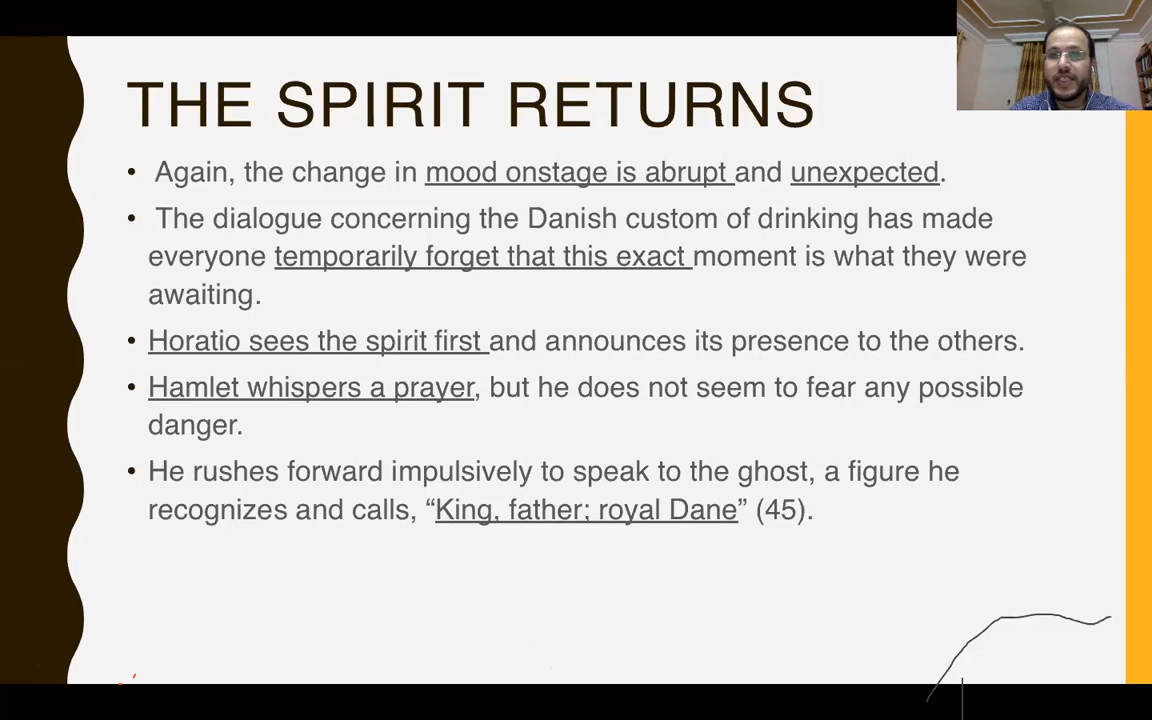 THE SPIRIT RETURNS
• Again, the change in mood onstage is abrupt and unexpected.
• The dialogue concerning the Danish custom of drinking has made
everyone temporarily forget that this exact moment is what they were
awaiting.
• Horatio sees the spirit first and announces its presence to the others.
• Hamlet whispers a prayer, but he does not seem to fear any possible
danger.
• He rushes forward impulsively to speak to the ghost, a figure he
recognizes and calls, “King, father; royal Dane” (45).